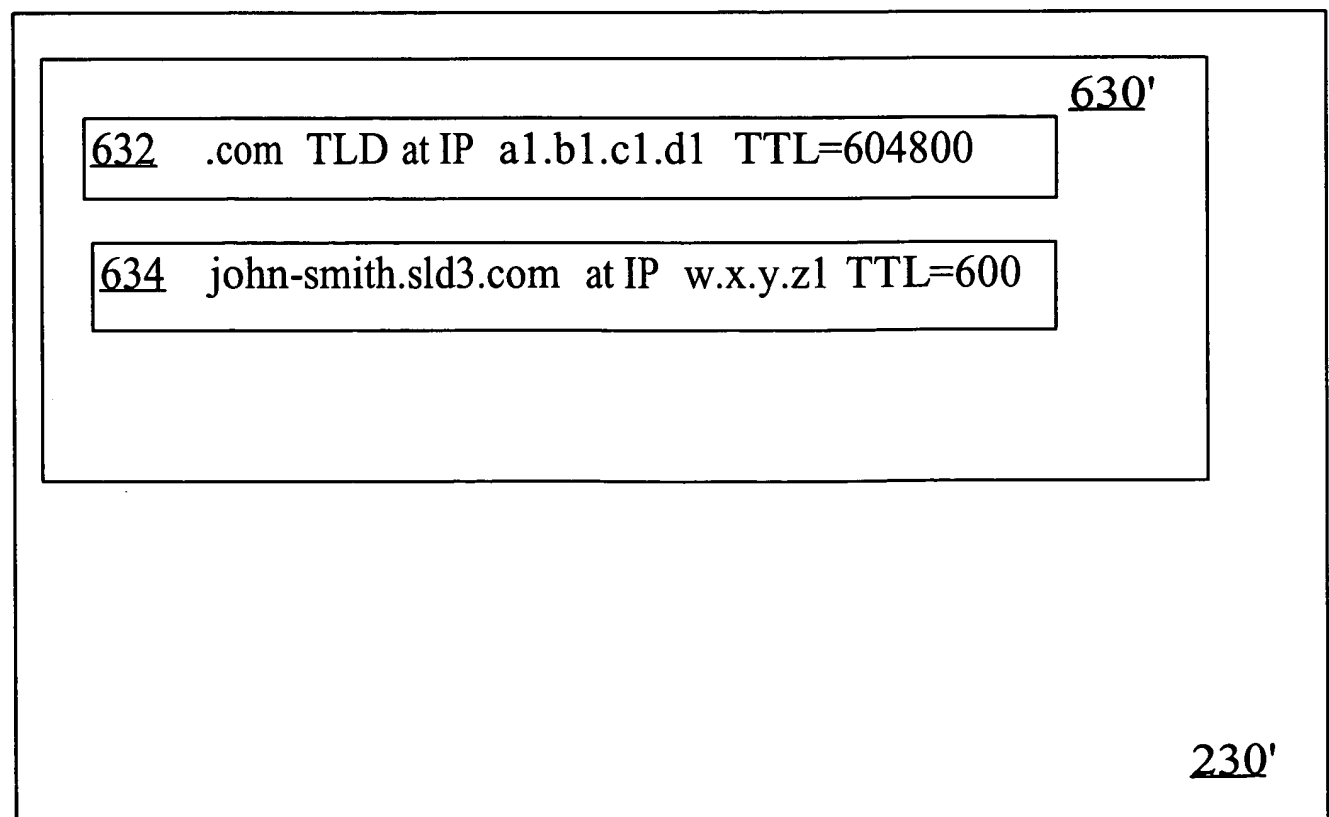 630'
632 .com TLD at IP a1.b1.c1.d1 TTL=604800
634 john-smith.sld3.com at IP w.x.y.z1 TTL=600
230'